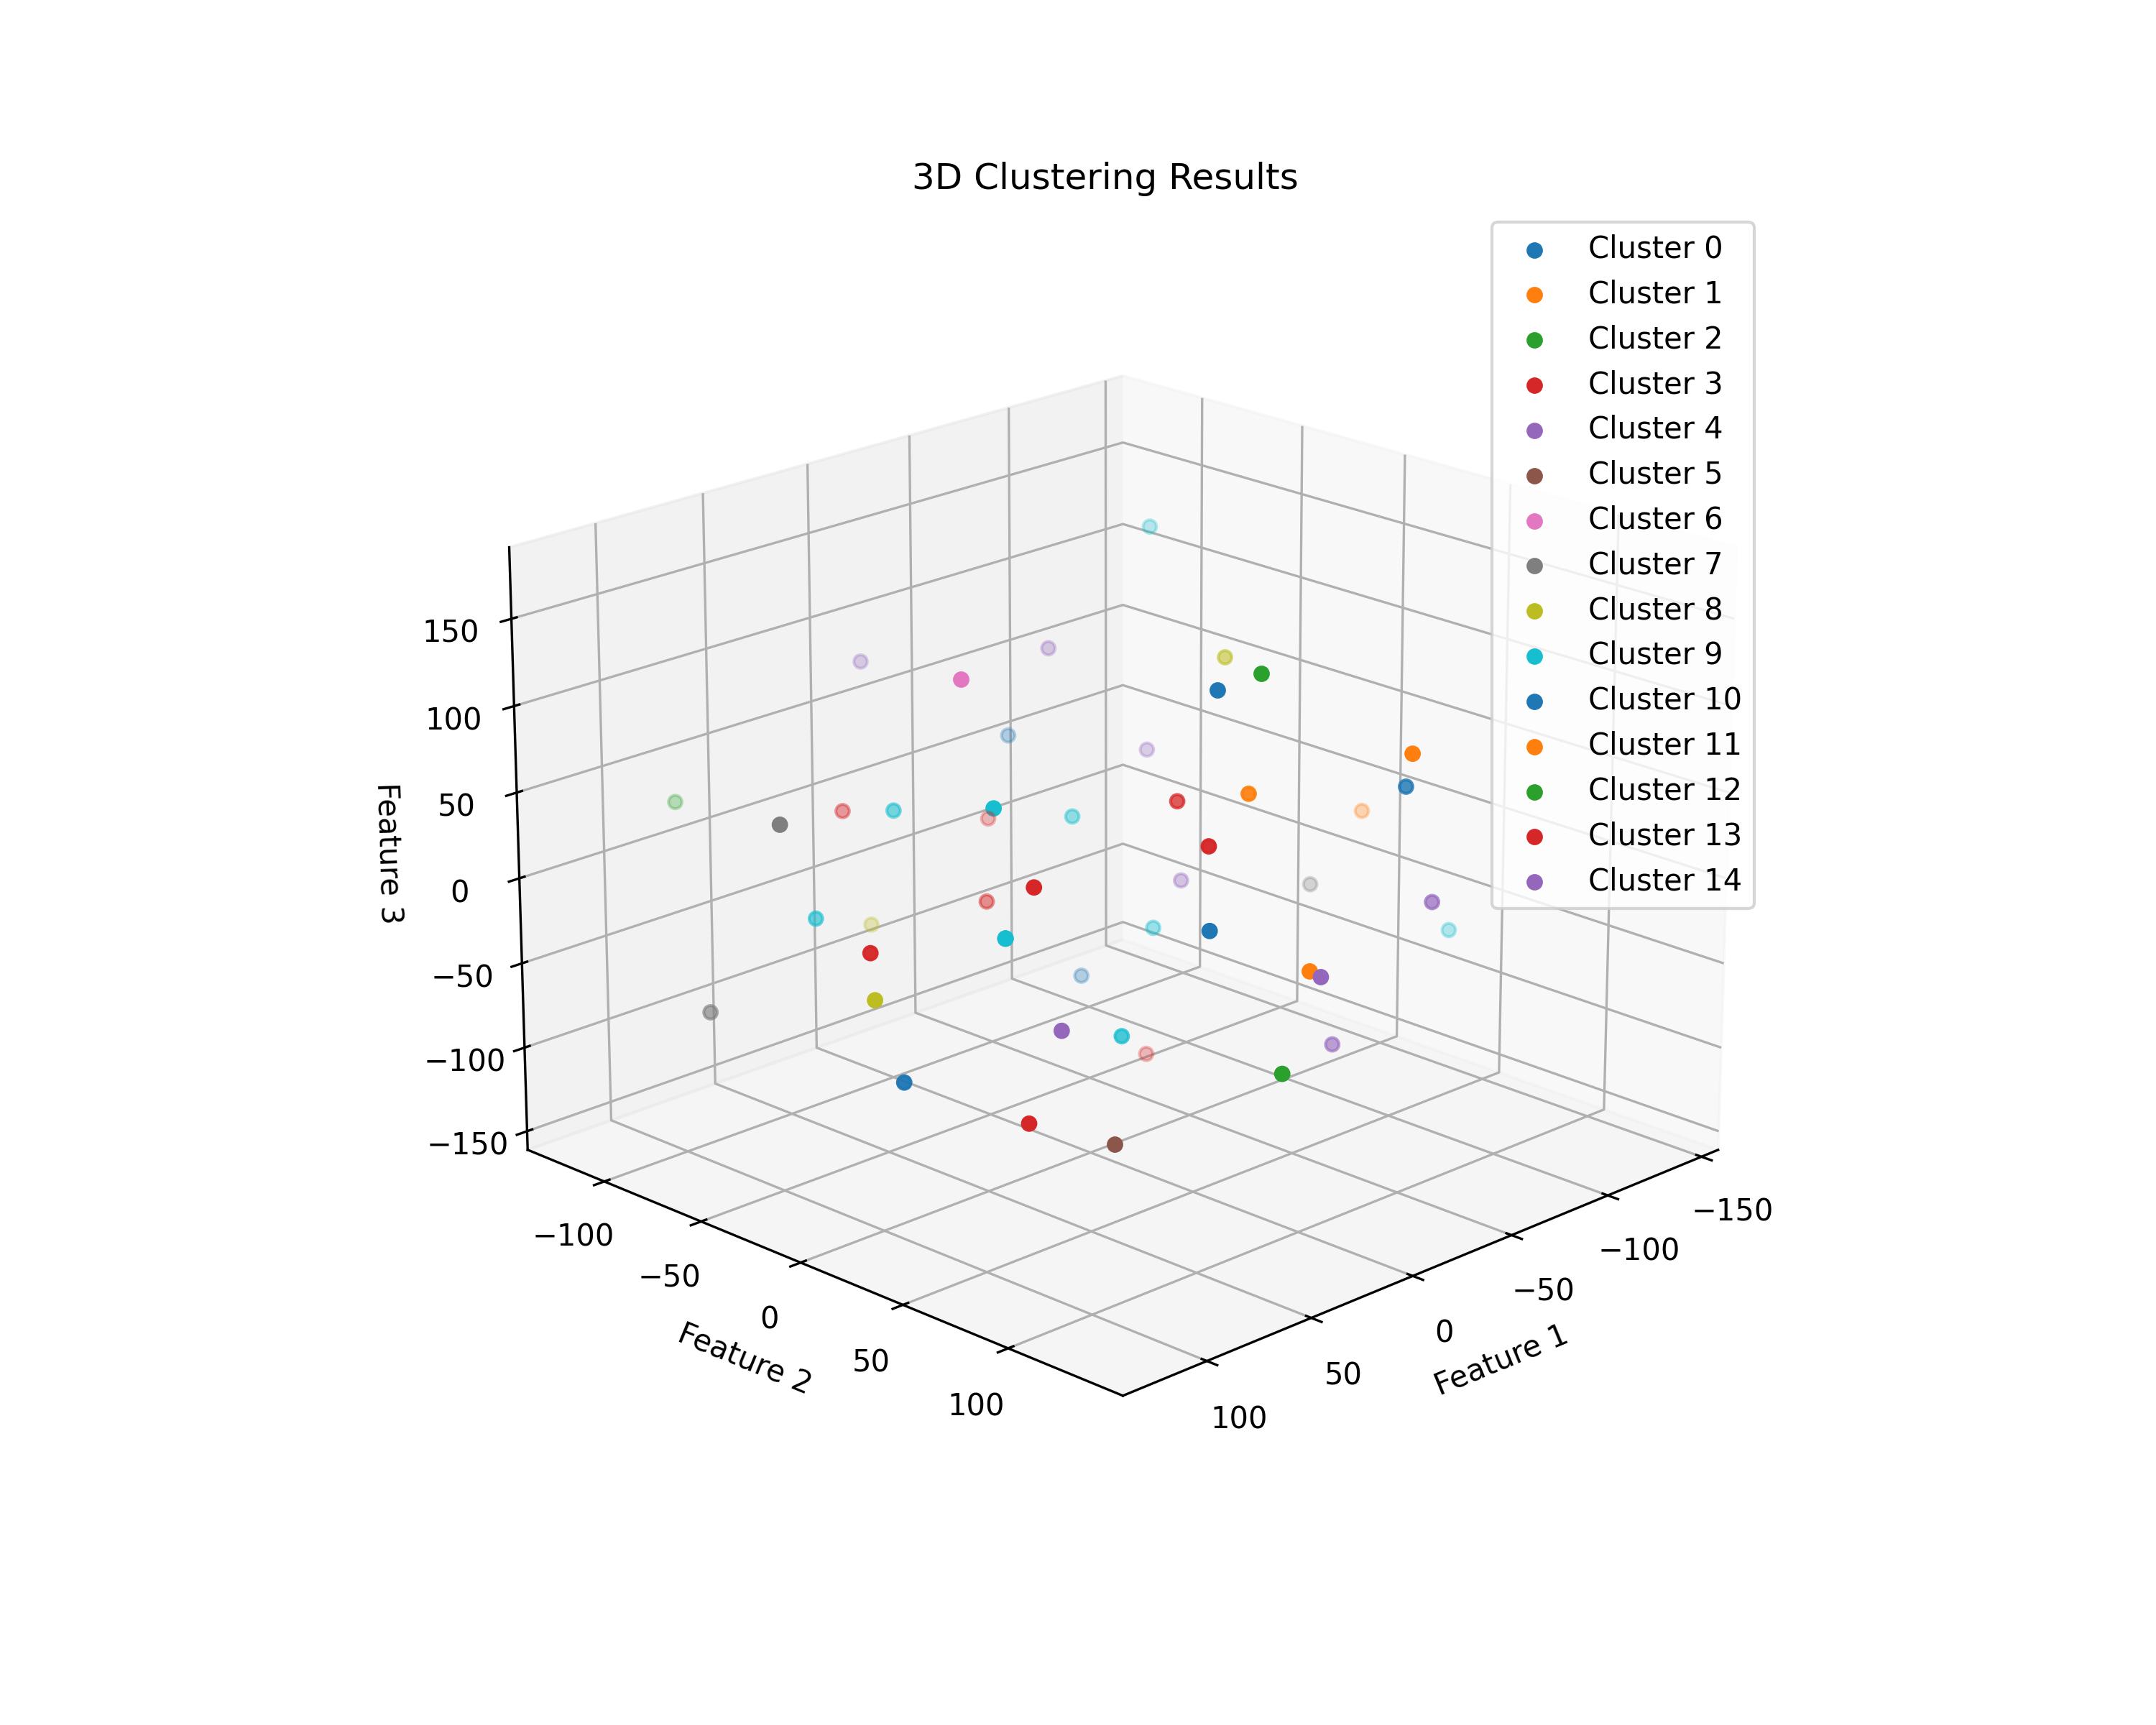 3D Clustering Results
Cluster 0
Cluster 1
Cluster 2
Cluster 3
Cluster 4
Cluster 5
Cluster 6
Cluster 7
Cluster 8
Cluster 9
Cluster 10
Cluster 11
Cluster 12
Cluster 13
Cluster 14
150
100
50
0
−50
−100
−150
Feature 3
−100
−50
0
50
100
Feature 2
−150
−100
−50
0
50
100
Feature 1